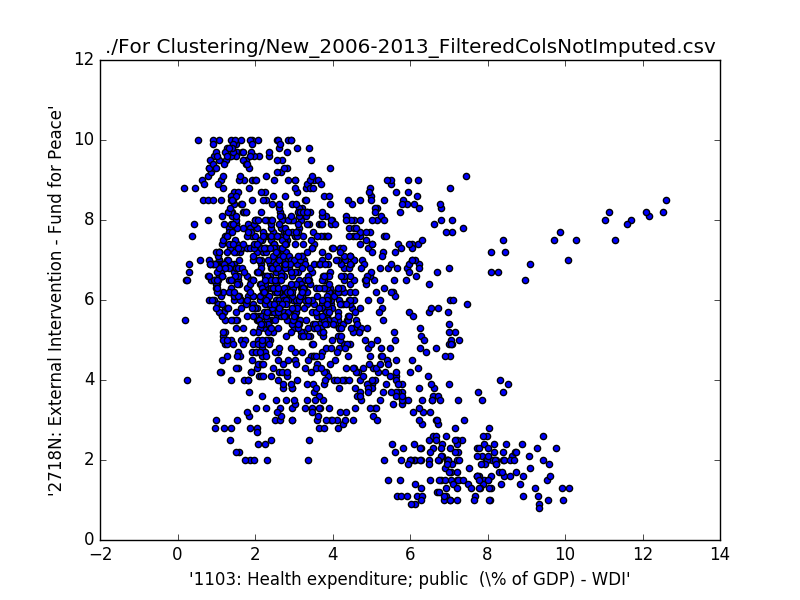 ./For Clustering/New_2006-2013_FilteredColsNotImputed.csv
12
10
8
6
4
2
0
'2718N: External Intervention - Fund for Peace'
−2 0 2 4 6 8 10 12 14
'1103: Health expenditure; public  (\% of GDP) - WDI'